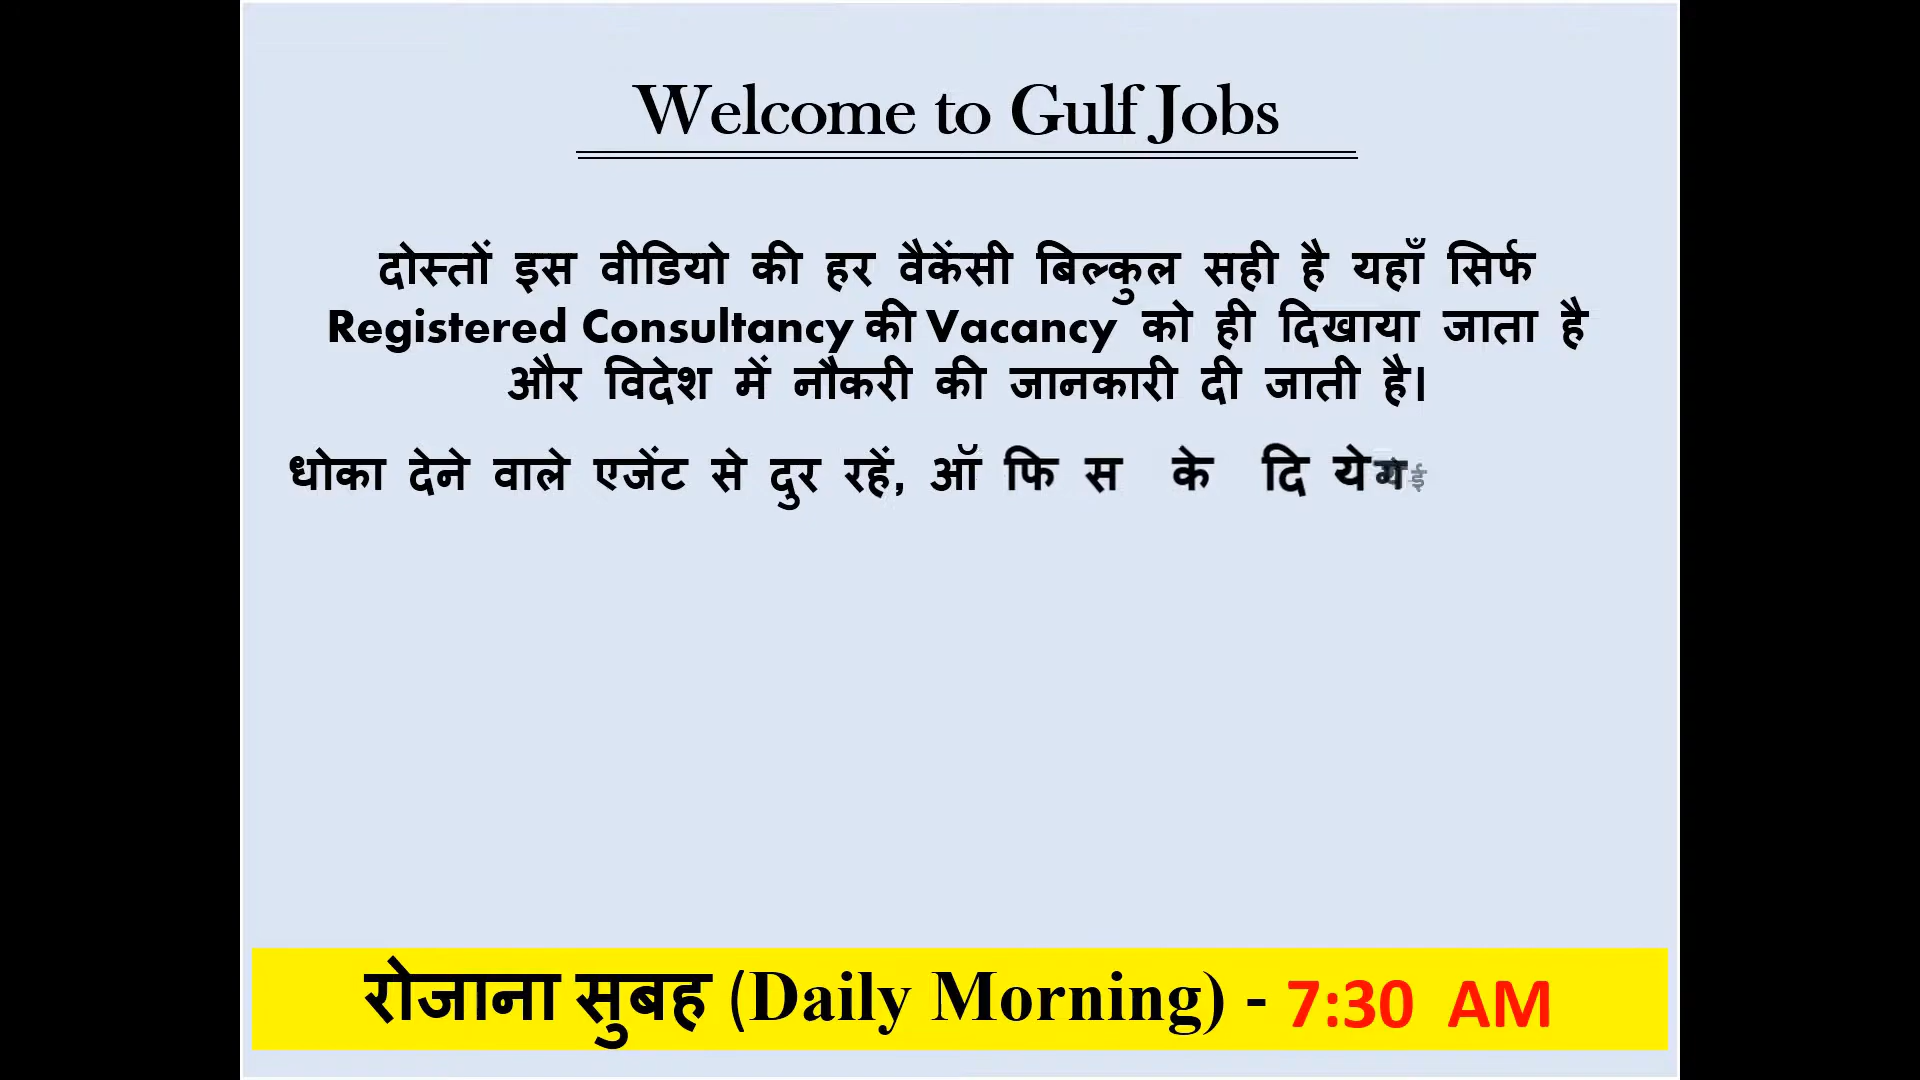 Welcome to Gulf Jobs
दोस्तों इस वीडियो की हर वैकेंसी बिल्कुल सही है यहाँ सिर्फ
Registered Consultancy की Vacancy को ही दिखाया जाता है
और विदेश में नौकरी की जानकारी दी जाती है।
धोका देने वाले एजेंट से दुर रहें, ऑफिस के दिये
रोजाना सुबह (Daily Morning) - 7:30 AM